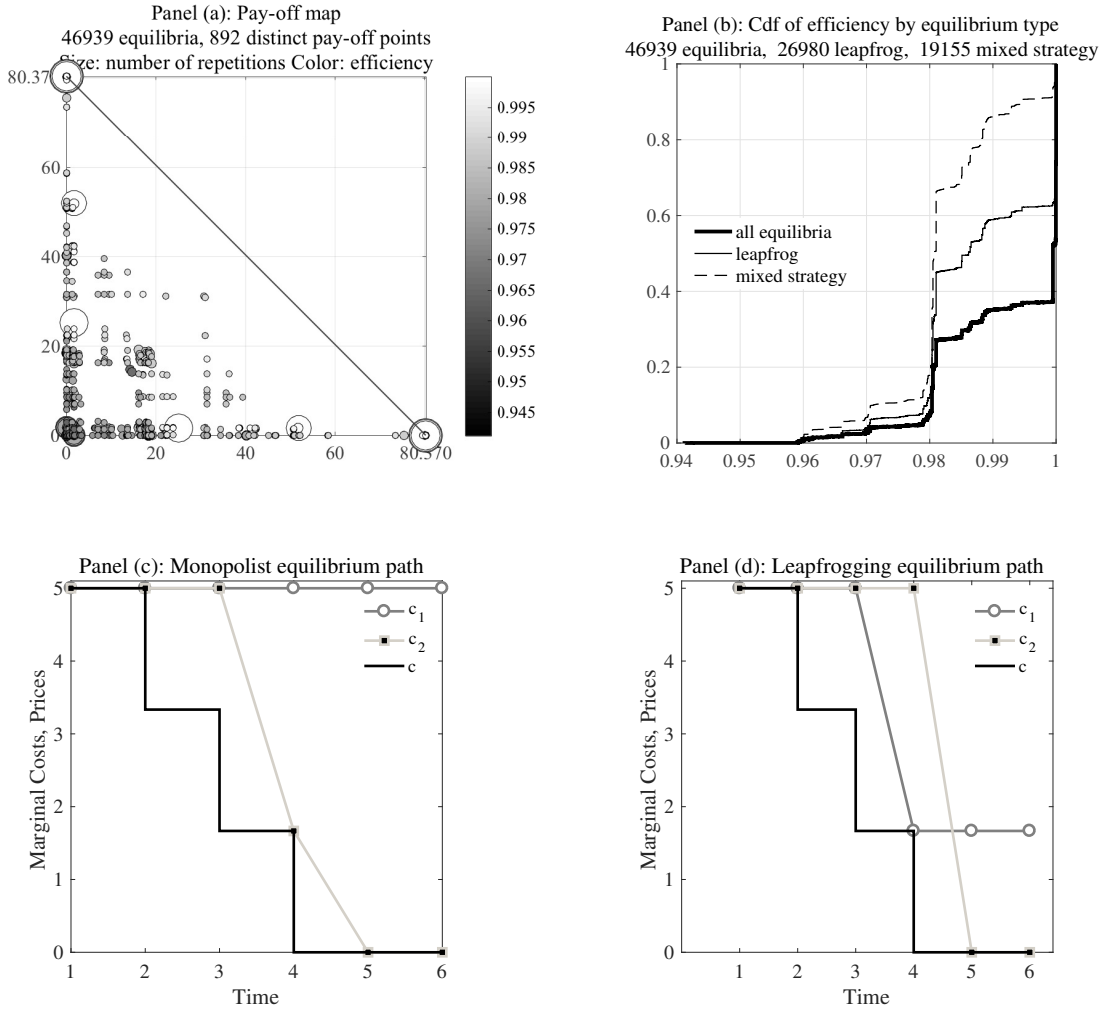 Panel (a): Pay-off map
46939 equilibria, 892 distinct pay-off points
Size: number of repetitions Color: efficiency
80.37
60
40
20
0
0
20
40
60
0.995
0.99
0.985
0.98
0.975
0.97
0.965
0.96
0.955
0.95
0.945
Panel (b): Cdf of efficiency by equilibrium type
46939 equilibria, 26980 leapfrog, 19155 mixed strategy
1
0.8
0.6
0.4
0.2
0
all equilibria
leapfrog
mixed strategy
0.94
0.95
0.96
0.97
0.98
0.99
1
Panel (c): Monopolist equilibrium path
Marginal Costs, Prices
5
4
3
2
1
0
c1
c2
c
1
2
3
4
5
6
Time
Panel (d): Leapfrogging equilibrium path
Marginal Costs, Prices
5
4
3
2
1
0
c1
c2
c
1
2
3
4
5
6
Time